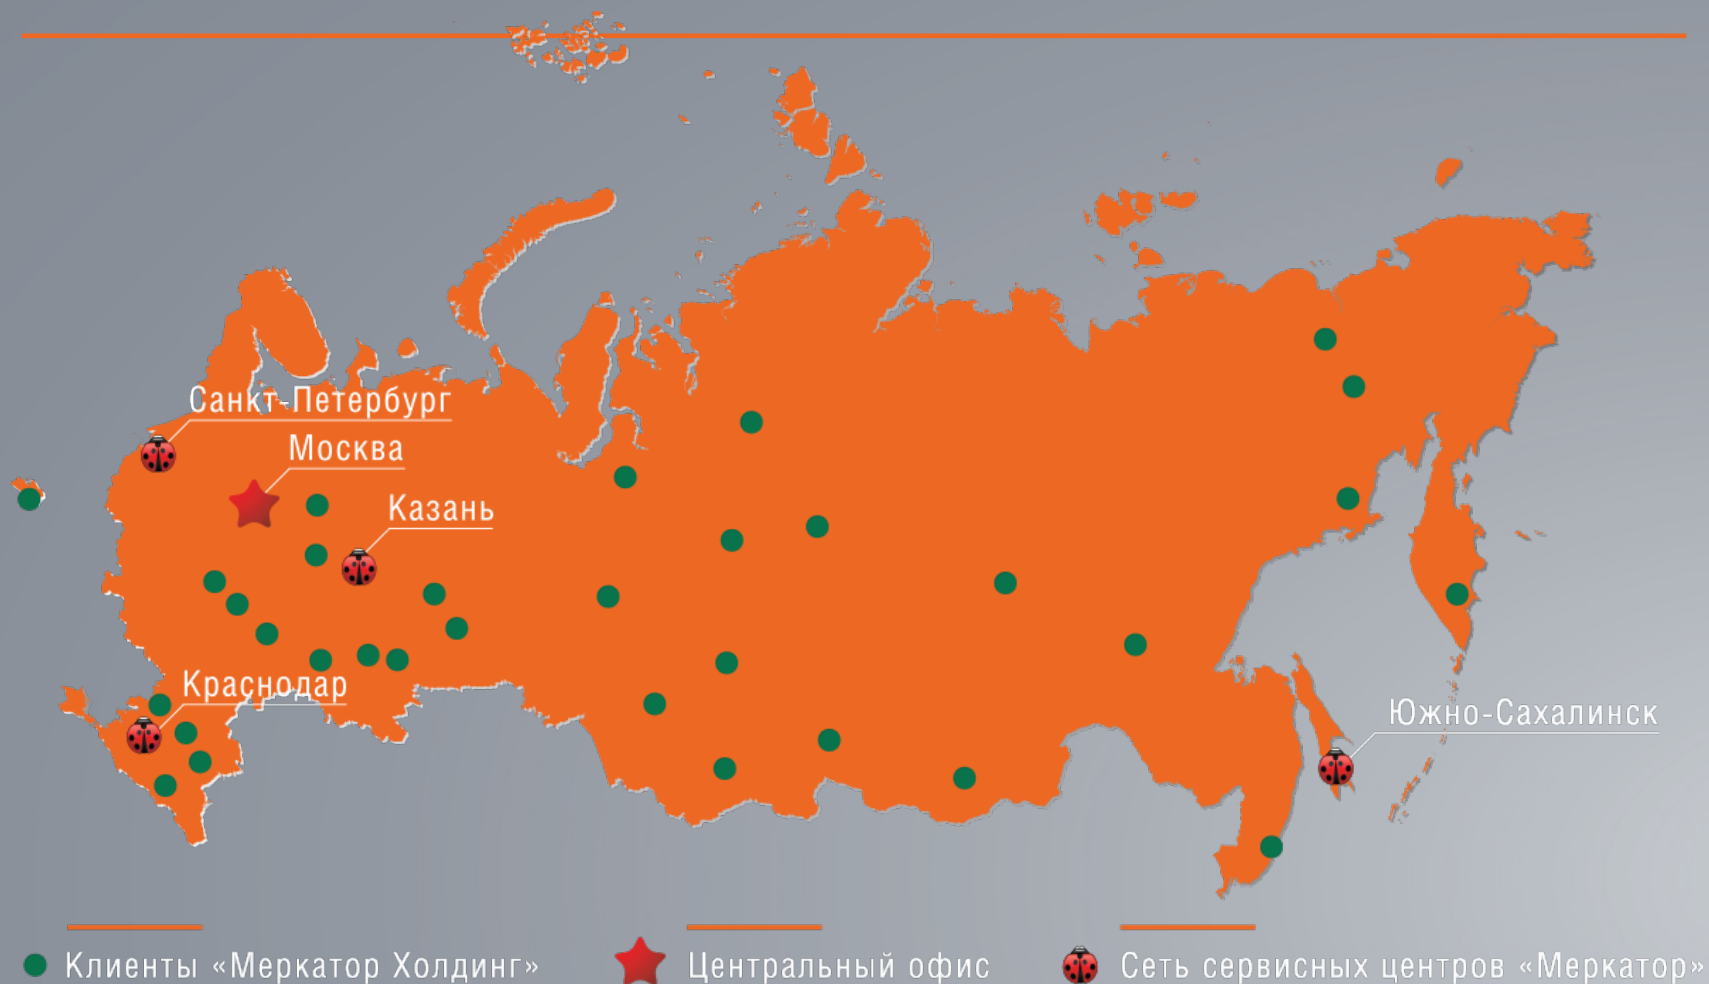 Санкт-Петербург
Москва
Казань
Краснодар
Южно-Сахалинск
Клиенты «Меркатор Холдинг»
Центральный офис
Сеть сервисных центров «Меркатор»